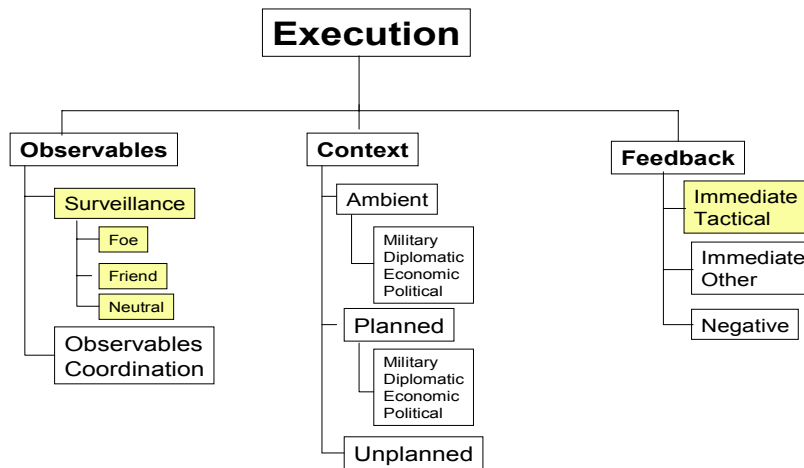 Execution
Observables
Surveillance
Foe
Friend
Neutral
Observables
Coordination
Context
Ambient
Military
Diplomatic
Economic
Political
Planned
Military
Diplomatic
Economic
Political
Unplanned
Feedback
Immediate
Tactical
Immediate
Other
Negative